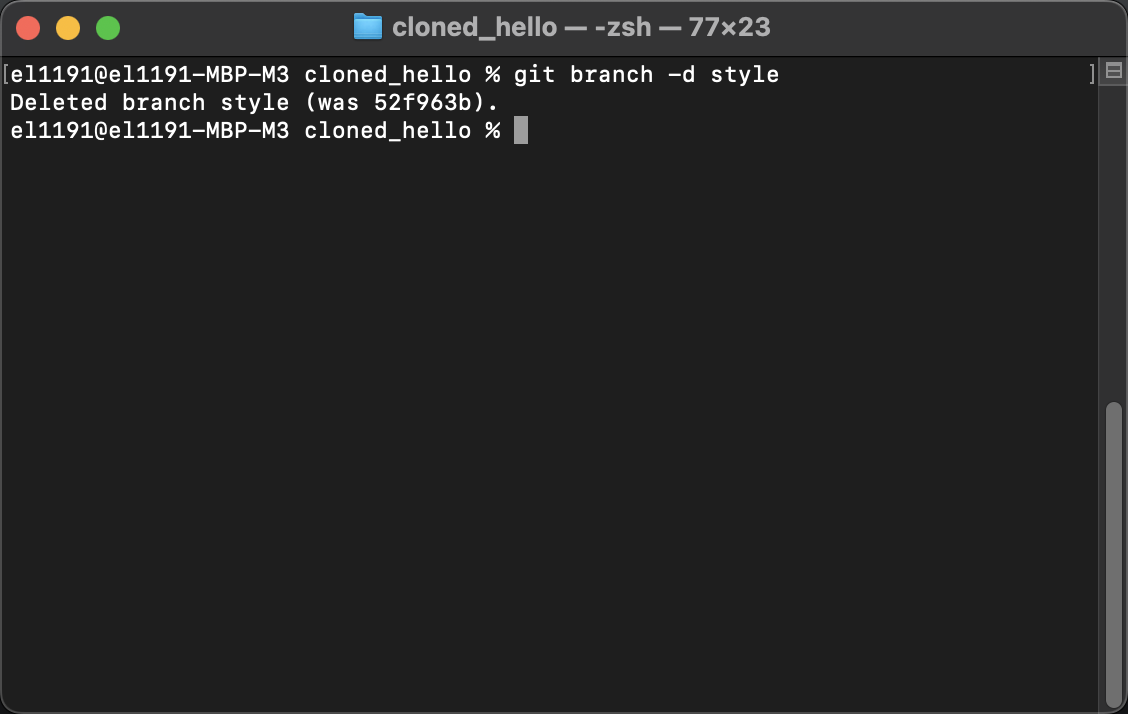 cloned_hello — -zsh — 77×23
[el1191@el1191-MBP-M3 cloned_hello % git branch -d style ]
Deleted branch style (was 52f963b).
el1191@el1191-MBP-M3 cloned_hello %